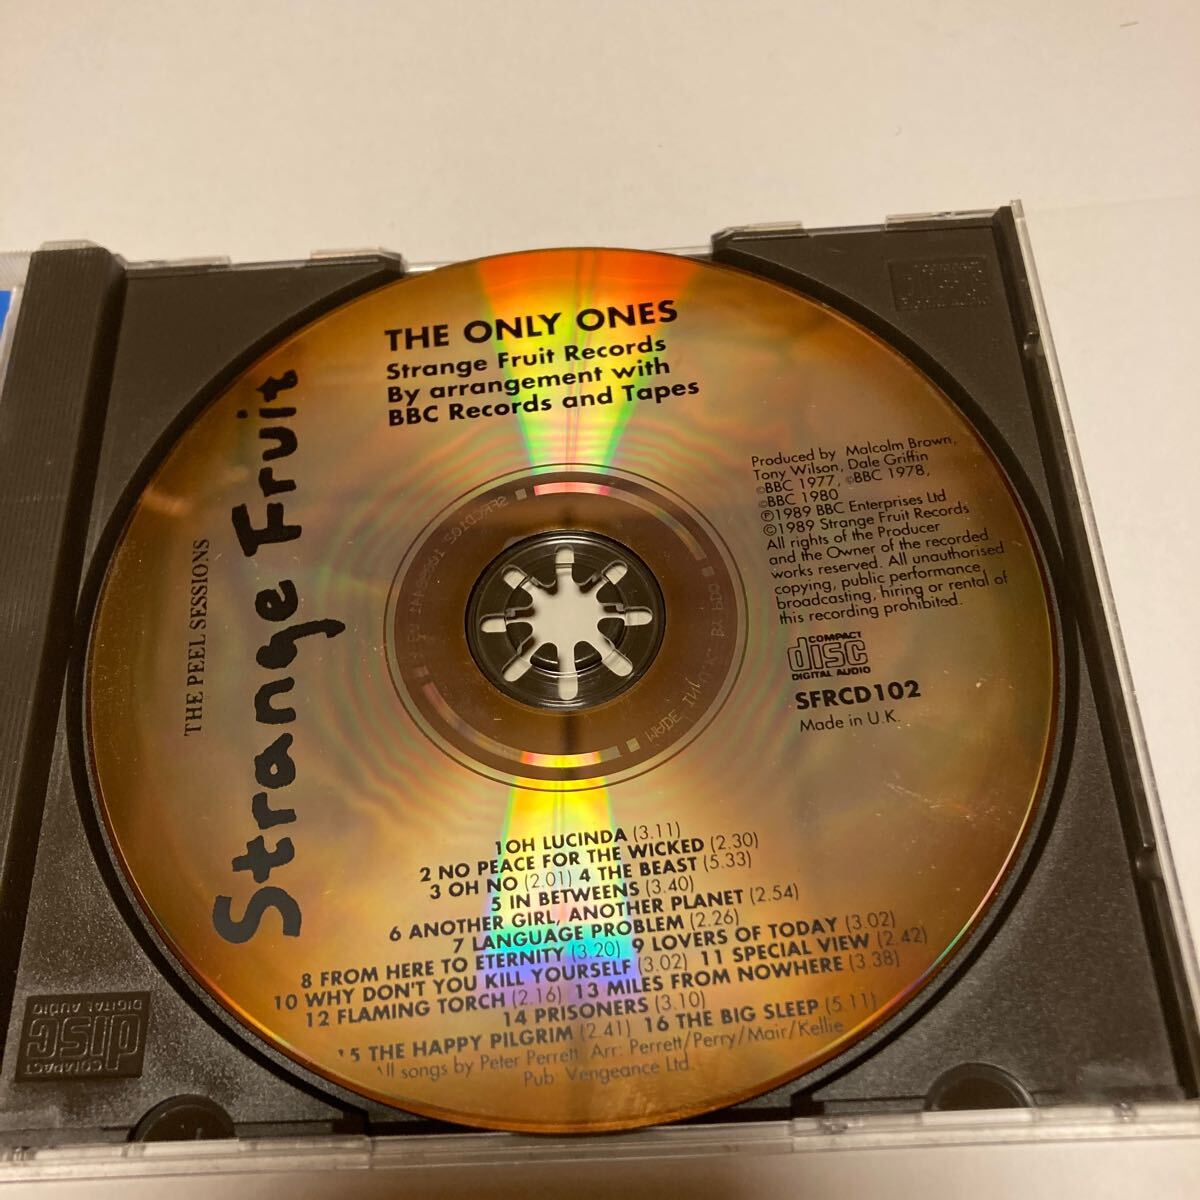 THE ONLY ONES
Strange Fruit Records
By arrangement with
BBC Records and Tapes
THE PEEL SESSIONS
Strange Fruit
Produced by Malcolm Brown,
Tony Wilson, Dale Griffin
©BBC 1977, ©BBC 1978,
©BBC 1980
℗1989 BBC Enterprises Ltd
©1989 Strange Fruit Records
All rights of the Producer
and the Owner of the recorded
works reserved. All unauthorised
copying, public performance,
broadcasting, hiring or rental of
this recording prohibited.
COMPACT
disc
DIGITAL AUDIO
SFRCD102
Made in U.K.
SFRCD102
MADE IN U.K.
1 OH LUCINDA (3.11)
2 NO PEACE FOR THE WICKED (2.30)
3 OH NO (2.01) 4 THE BEAST (5.33)
5 IN BETWEENS (3.40)
6 ANOTHER GIRL, ANOTHER PLANET (2.54)
7 LANGUAGE PROBLEM (2.26)
8 FROM HERE TO ETERNITY (3.20) 9 LOVERS OF TODAY (3.02)
10 WHY DON'T YOU KILL YOURSELF (3.02) 11 SPECIAL VIEW (2.42)
12 FLAMING TORCH (2.16) 13 MILES FROM NOWHERE (3.38)
14 PRISONERS (3.10)
15 THE HAPPY PILGRIM (2.41) 16 THE BIG SLEEP (5.11)
All songs by Peter Perrett. Arr: Perrett/Perry/Mair/Kellie
Pub: Vengeance Ltd.
COMPACT
disc
DIGITAL AUDIO